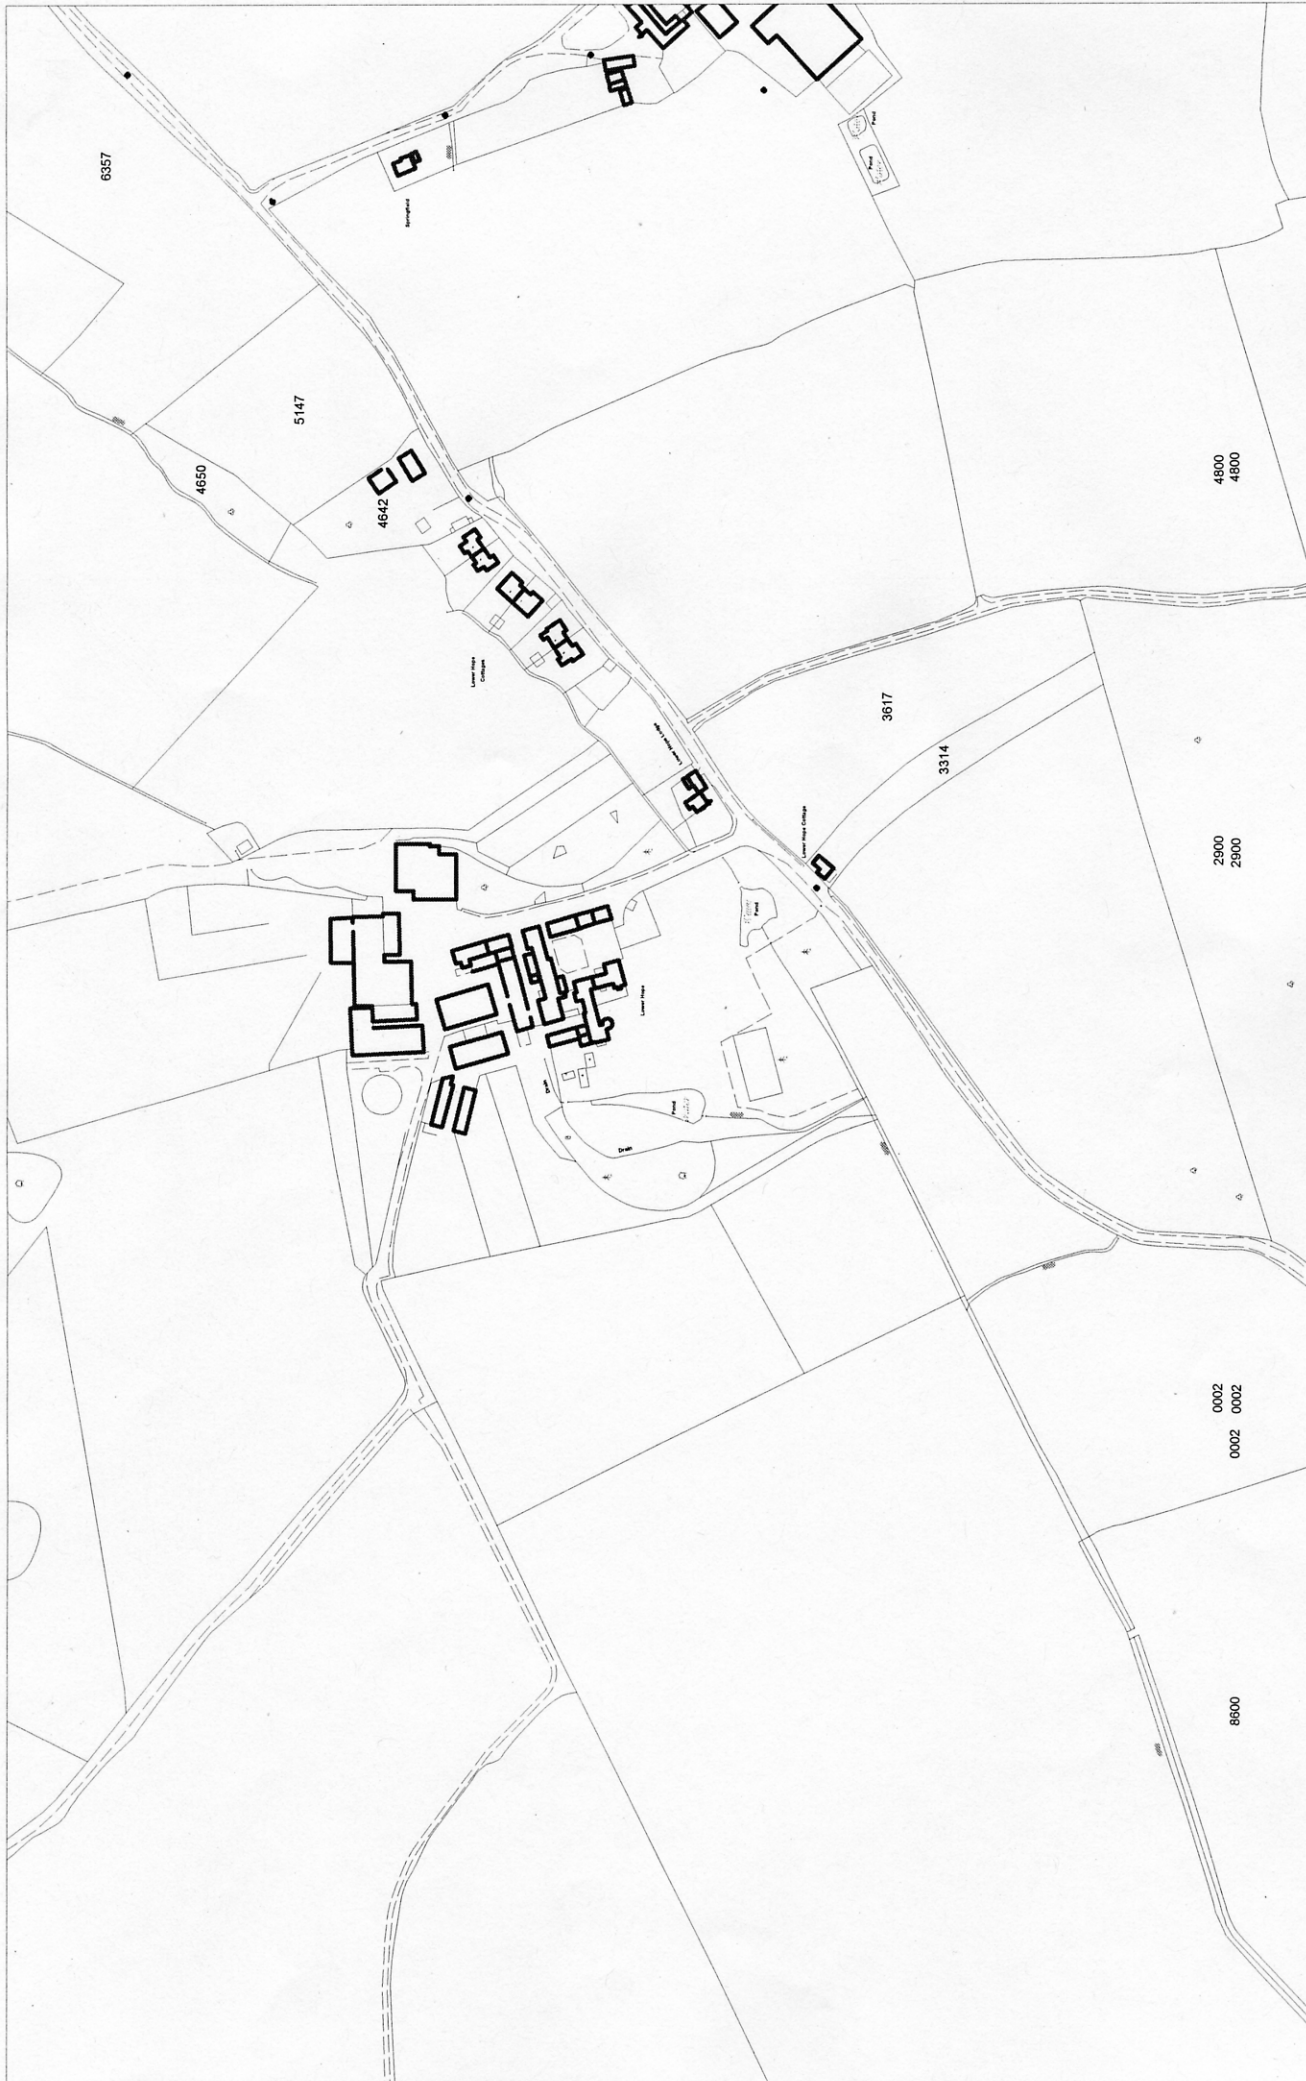 6357
Springfield
Pond
Pond
5147
4650
4642
4800
4800
Lower Hope
Cottages
Lower Hope Lodge
3617
3314
Lower Hope Cottage
2900
2900
Pond
Lower Hope
Drain
Pond
Drain
0002
0002
0002
8600